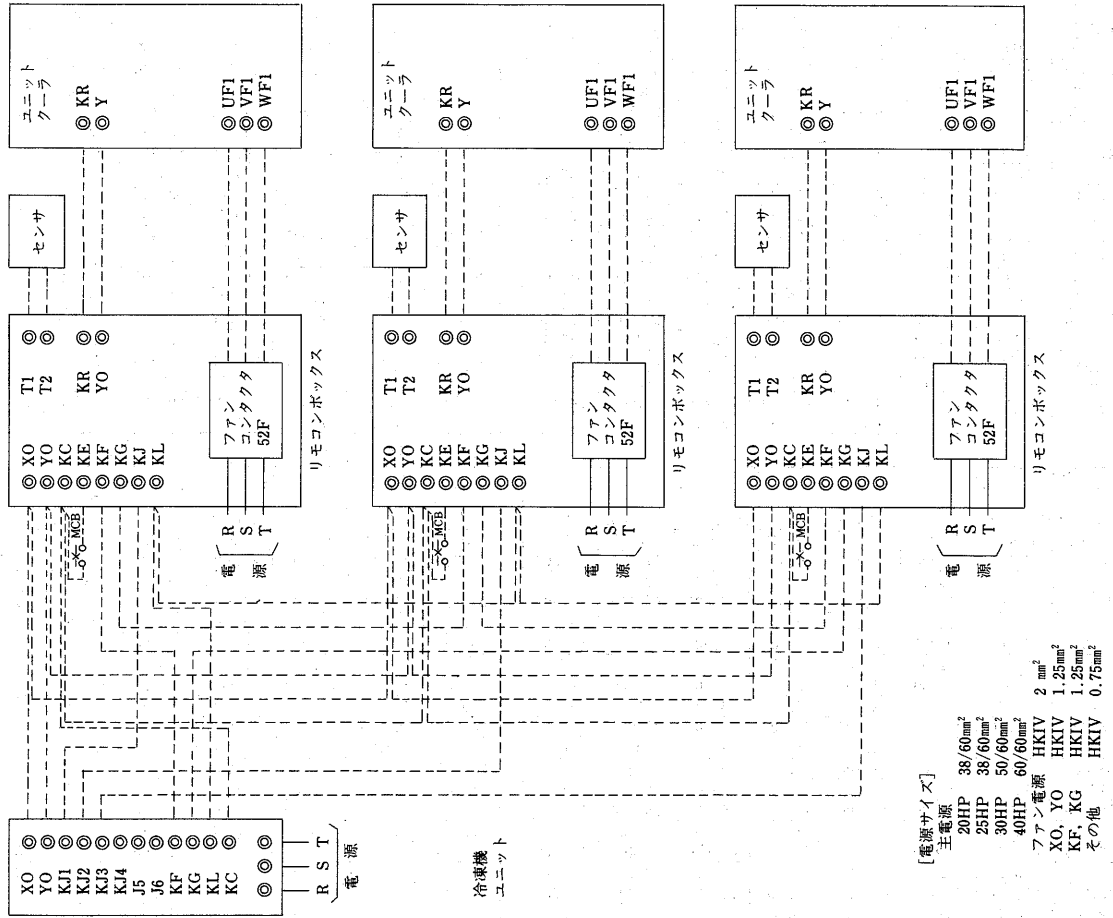 ユニット
クーラ
KR
Y
UF1
VF1
WF1
センサ
T1
T2
KR
YO
XO
YO
KC
KE
KF
KG
KJ
KL
ファン
コンタクタ
52F
リモコンボックス
MCB
R
S
T
電源
ユニット
クーラ
KR
Y
UF1
VF1
WF1
センサ
T1
T2
KR
YO
XO
YO
KC
KE
KF
KG
KJ
KL
ファン
コンタクタ
52F
リモコンボックス
MCB
R
S
T
電源
ユニット
クーラ
KR
Y
UF1
VF1
WF1
センサ
T1
T2
KR
YO
XO
YO
KC
KE
KF
KG
KJ
KL
ファン
コンタクタ
52F
リモコンボックス
MCB
R
S
T
電源
XO
YO
KJ1
KJ2
KJ3
KJ4
J5
J6
KF
KG
KL
KC
R S T
電源
冷凍機
ユニット
[電源サイズ]
主電源
20HP 38/60mm²
25HP 38/60mm²
30HP 50/60mm²
40HP 60/60mm²
ファン電源 HKIV 2 mm²
XO, YO HKIV 1.25mm²
KF, KG HKIV 1.25mm²
その他 HKIV 0.75mm²